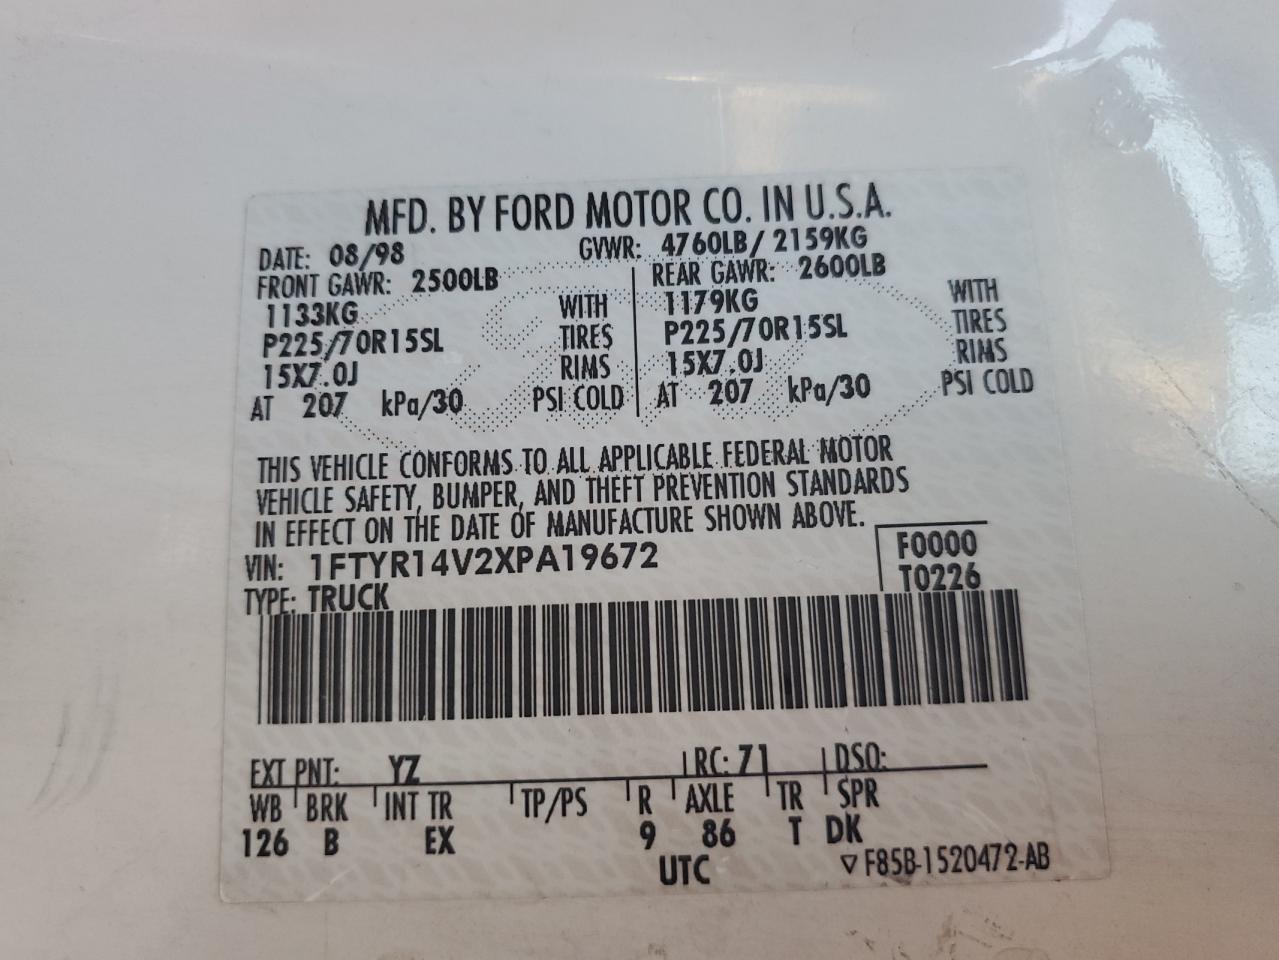 MFD. BY FORD MOTOR CO. IN U.S.A.
DATE: 08/98 GVWR: 4760LB/ 2159KG
FRONT GAWR: 2500LB REAR GAWR: 2600LB
1133KG WITH 1179KG WITH
P225/70R15SL TIRES P225/70R15SL TIRES
15X7.0J RIMS 15X7.0J RIMS
AT 207 kPa/30 PSI COLD AT 207 kPa/30 PSI COLD
THIS VEHICLE CONFORMS TO ALL APPLICABLE FEDERAL MOTOR
VEHICLE SAFETY, BUMPER, AND THEFT PREVENTION STANDARDS
IN EFFECT ON THE DATE OF MANUFACTURE SHOWN ABOVE.
VIN: 1FTYR14V2XPA19672 F0000
TYPE: TRUCK T0226
EXT PNT: YZ RC: 71 DSO:
WB BRK INT TR TP/PS R AXLE TR SPR
126 B EX 9 86 T DK
UTC ▽ F85B-1520472-AB